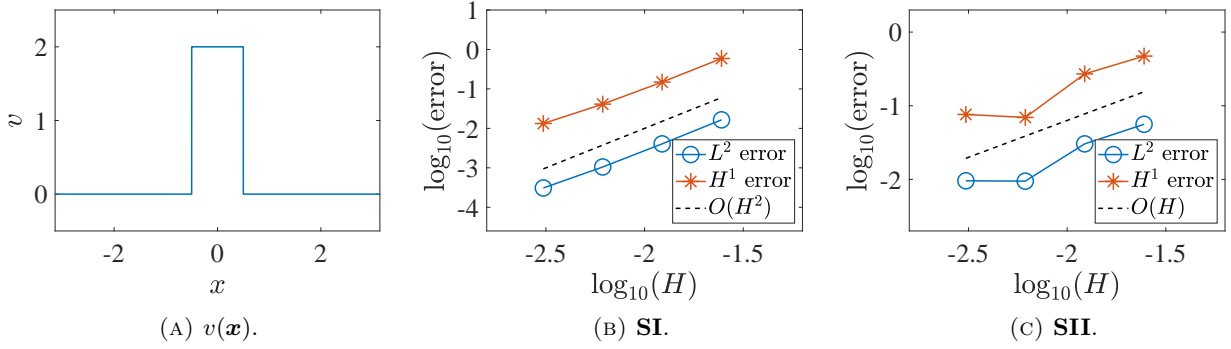 2
1
0
v
-2
0
2
x
(A) v(x).
0
-1
-2
-3
-4
log10(error)
L² error
H¹ error
O(H²)
-2.5
-2
-1.5
log10(H)
(B) SI.
0
-1
-2
log10(error)
L² error
H¹ error
O(H)
-2.5
-2
-1.5
log10(H)
(C) SII.